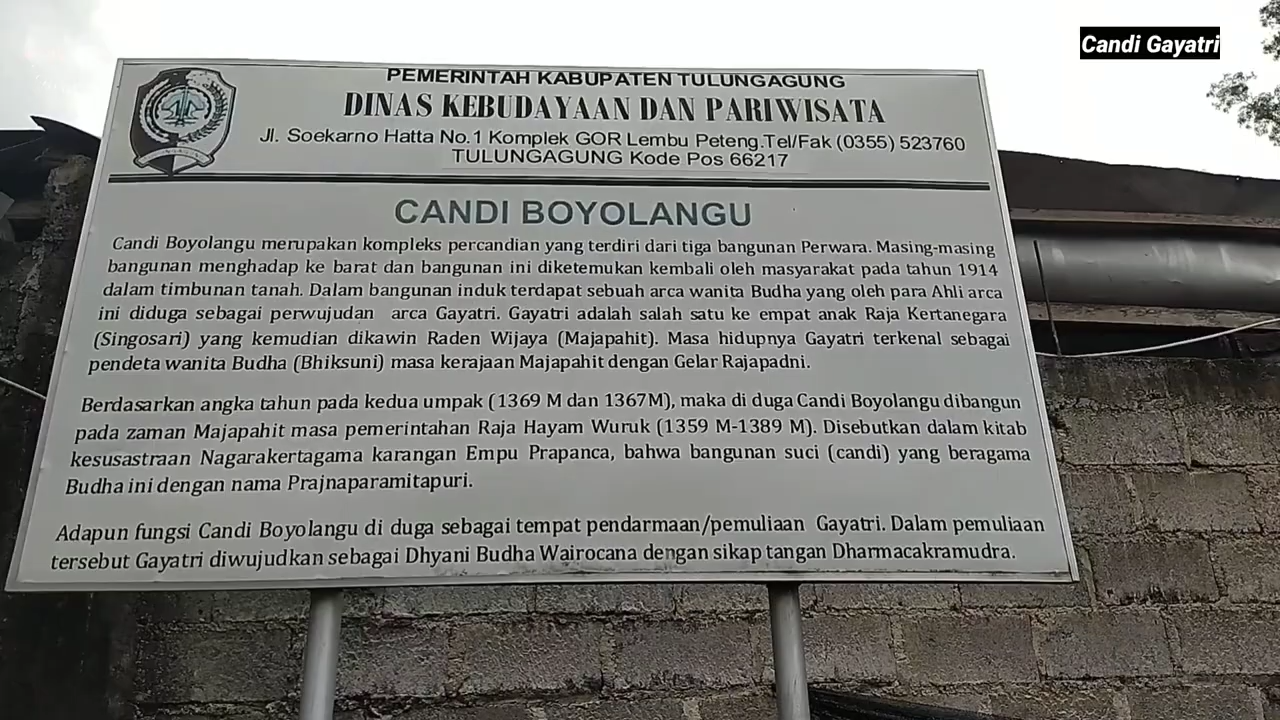 Candi Gayatri
PEMERINTAH KABUPATEN TULUNGAGUNG
DINAS KEBUDAYAAN DAN PARIWISATA
Jl. Soekarno Hatta No.1 Komplek GOR Lembu Peteng.Tel/Fak (0355) 523760
TULUNGAGUNG Kode Pos 66217
CANDI BOYOLANGU
Candi Boyolangu merupakan kompleks percandian yang terdiri dari tiga bangunan Perwara. Masing-masing
bangunan menghadap ke barat dan bangunan ini diketemukan kembali oleh masyarakat pada tahun 1914
dalam timbunan tanah. Dalam bangunan induk terdapat sebuah arca wanita Budha yang oleh para Ahli arca
ini diduga sebagai perwujudan arca Gayatri. Gayatri adalah salah satu ke empat anak Raja Kertanegara
(Singosari) yang kemudian dikawin Raden Wijaya (Majapahit). Masa hidupnya Gayatri terkenal sebagai
pendeta wanita Budha (Bhiksuni) masa kerajaan Majapahit dengan Gelar Rajapadni.
Berdasarkan angka tahun pada kedua umpak (1369 M dan 1367M), maka di duga Candi Boyolangu dibangun
pada zaman Majapahit masa pemerintahan Raja Hayam Wuruk (1359 M-1389 M). Disebutkan dalam kitab
kesusastraan Nagarakertagama karangan Empu Prapanca, bahwa bangunan suci (candi) yang beragama
Budha ini dengan nama Prajnaparamitapuri.
Adapun fungsi Candi Boyolangu di duga sebagai tempat pendarmaan/pemuliaan Gayatri. Dalam pemuliaan
tersebut Gayatri diwujudkan sebagai Dhyani Budha Wairocana dengan sikap tangan Dharmacakramudra.